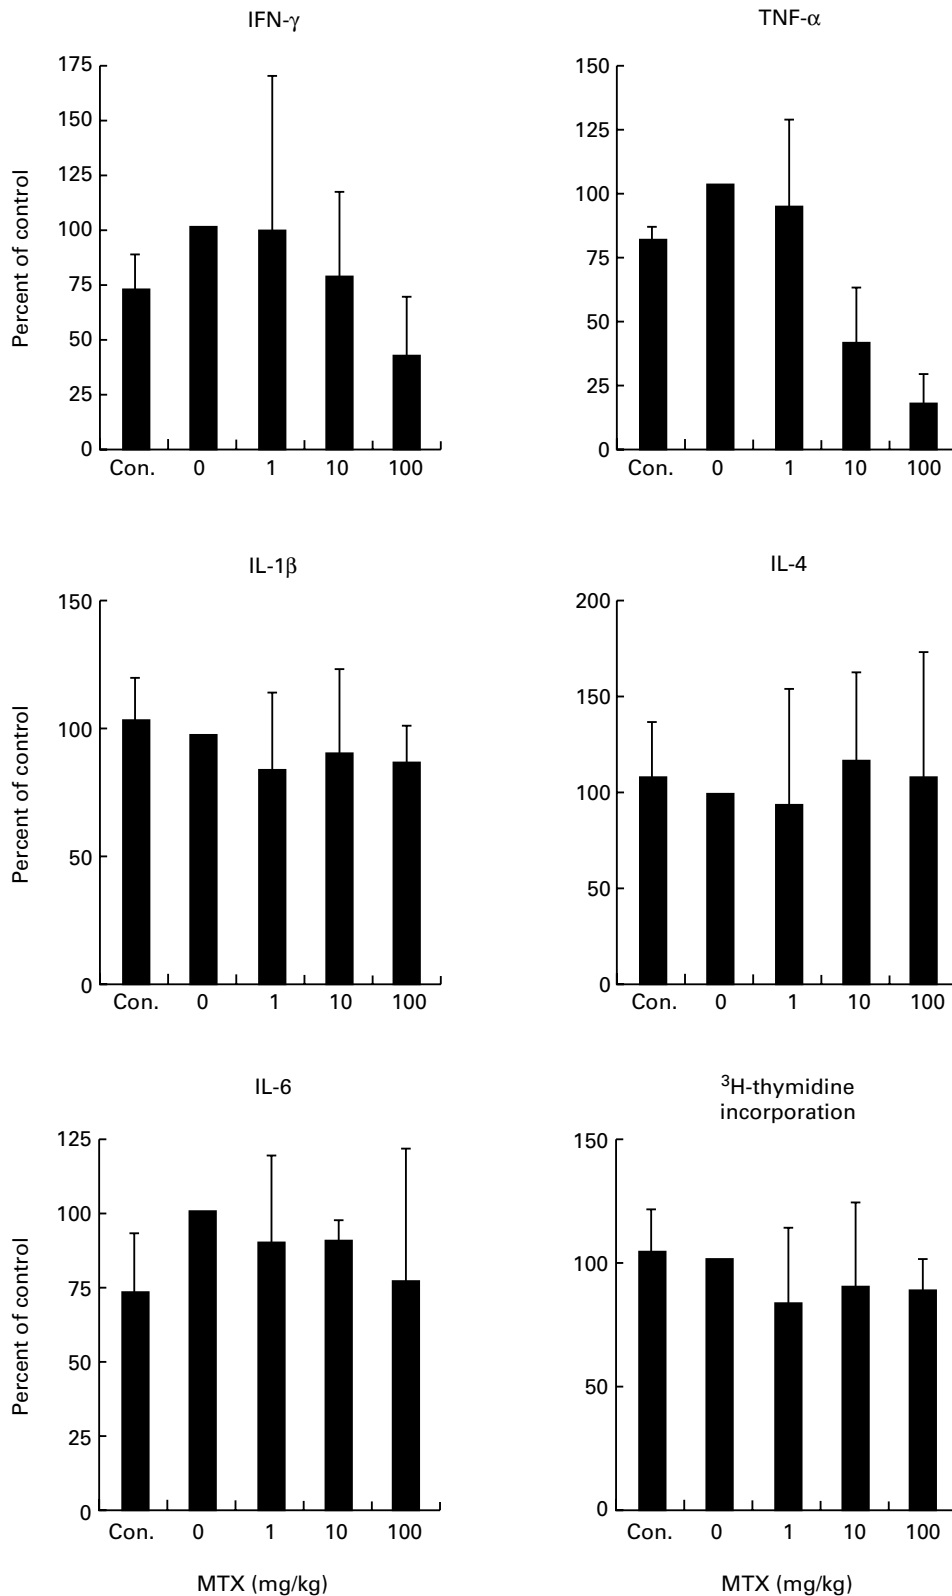 IFN-γ
Percent of control
175
150
125
100
75
50
25
0
Con. 0 1 10 100
TNF-α
150
125
100
75
50
25
0
Con. 0 1 10 100
IL-1β
Percent of control
150
100
50
0
Con. 0 1 10 100
IL-4
200
150
100
50
0
Con. 0 1 10 100
IL-6
Percent of control
125
100
75
50
25
0
Con. 0 1 10 100
MTX (mg/kg)
³H-thymidine
incorporation
150
100
50
0
Con. 0 1 10 100
MTX (mg/kg)